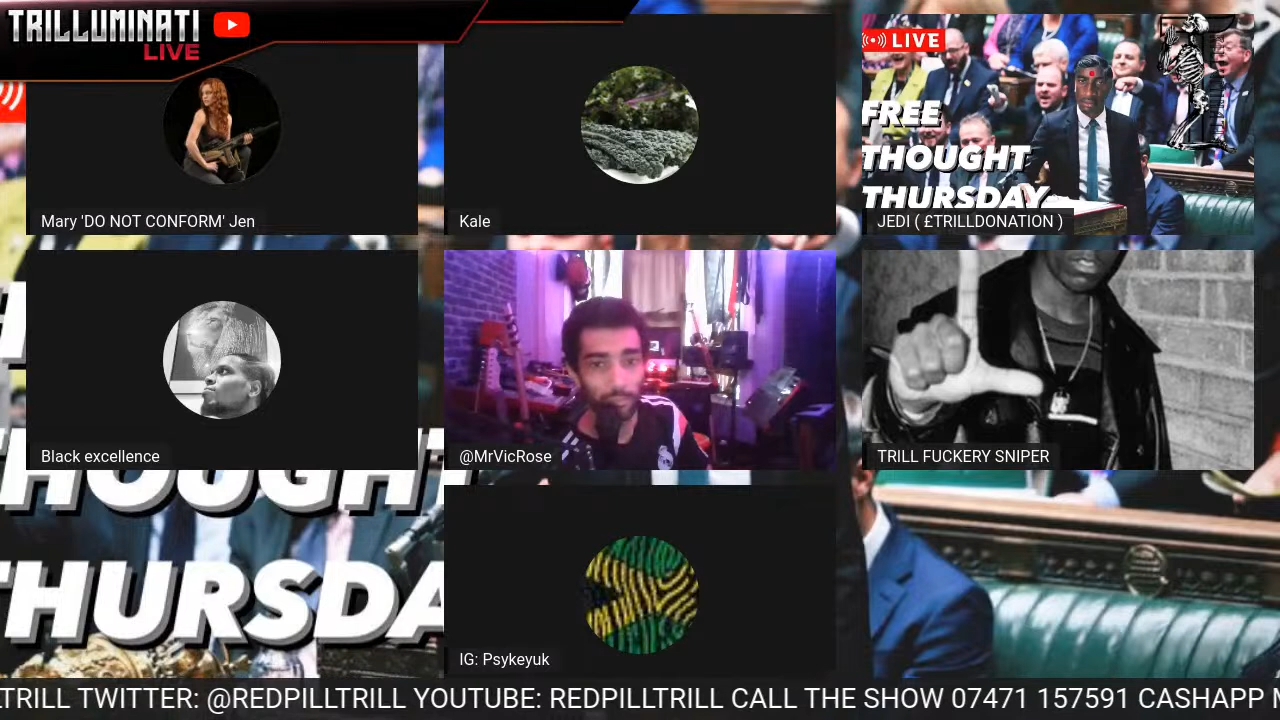 TRILLUMINATI
LIVE
Mary 'DO NOT CONFORM' Jen
Kale
LIVE
FREE
THOUGHT
THURSDAY
JEDI ( £TRILLDONATION )
Black excellence
@MrVicRose
TRILL FUCKERY SNIPER
THOUGHT
THURSDA
IG: Psykeyuk
TRILL TWITTER: @REDPILLTRILL YOUTUBE: REDPILLTRILL CALL THE SHOW 07471 157591 CASHAPP